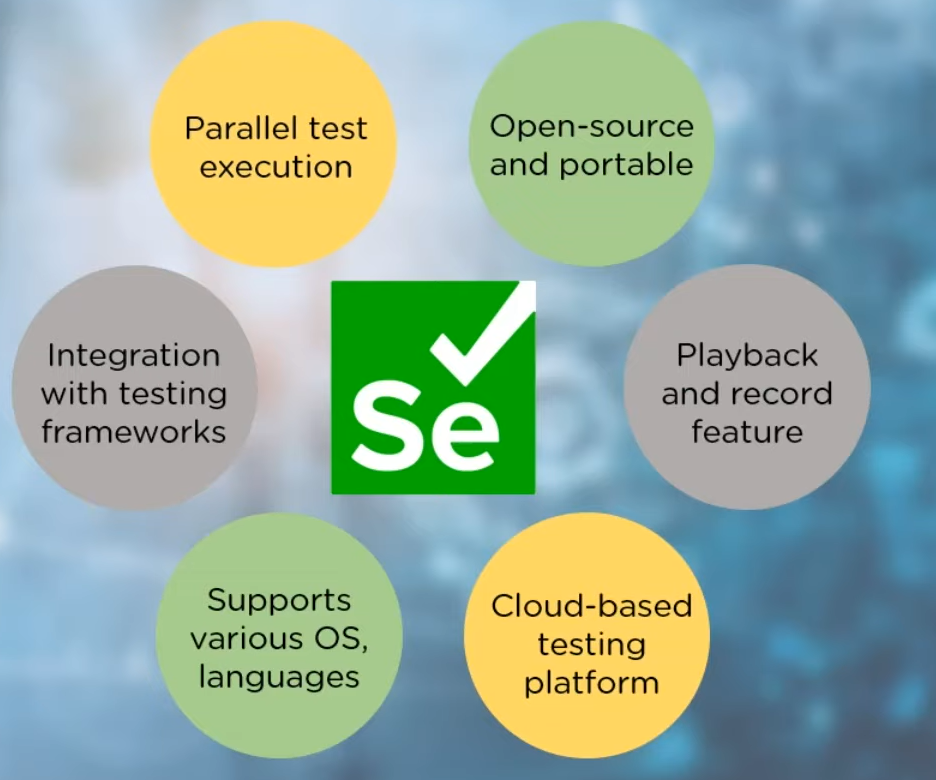 Parallel test
execution
Open-source
and portable
Integration
with testing
frameworks
Se
Playback
and record
feature
Supports
various OS,
languages
Cloud-based
testing
platform